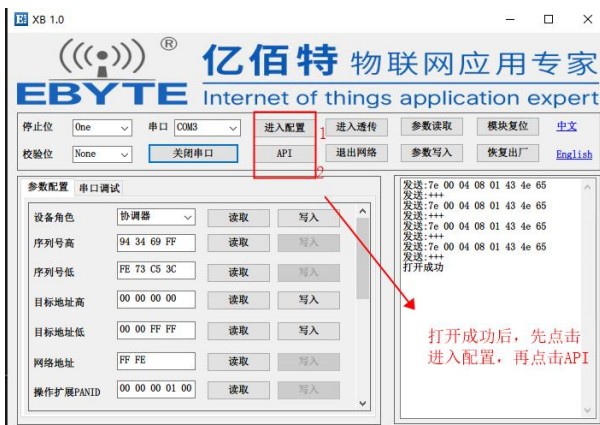 XB 1.0
EBYTE ® 亿佰特 物联网应用专家
Internet of things application expert
停止位 One 串口 COM3 进入配置 1 进入透传 参数读取 模块复位 中文
校验位 None 关闭串口 API 2 退出网络 参数写入 恢复出厂 English
参数配置 串口调试
设备角色 协调器 读取 写入
序列号高 94 34 69 FF 读取 写入
序列号低 FE 73 C5 3C 读取 写入
目标地址高 00 00 00 00 读取 写入
目标地址低 00 00 FF FF 读取 写入
网络地址 FF FE 读取 写入
操作扩展PANID 00 00 00 01 00 读取 写入
发送:7e 00 04 08 01 43 4e 65
发送:+++
发送:7e 00 04 08 01 43 4e 65
发送:+++
发送:7e 00 04 08 01 43 4e 65
发送:+++
发送:7e 00 04 08 01 43 4e 65
发送:+++
打开成功
打开成功后，先点击
进入配置，再点击API